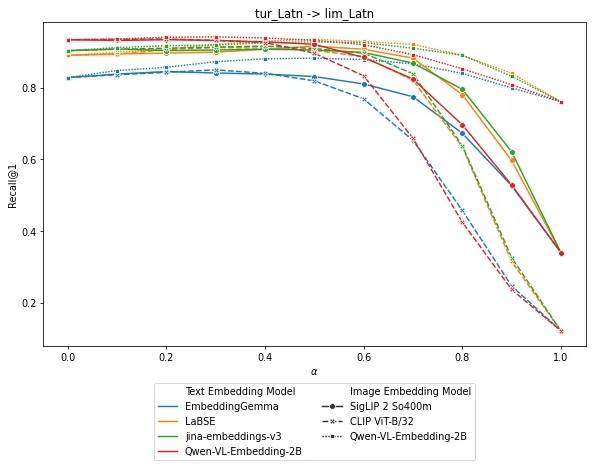 tur_Latn -> lim_Latn
Recall@1
0.8
0.6
0.4
0.2
0.0 0.2 0.4 0.6 0.8 1.0
α
Text Embedding Model
EmbeddingGemma
LaBSE
jina-embeddings-v3
Qwen-VL-Embedding-2B
Image Embedding Model
SigLIP 2 So400m
CLIP ViT-B/32
Qwen-VL-Embedding-2B